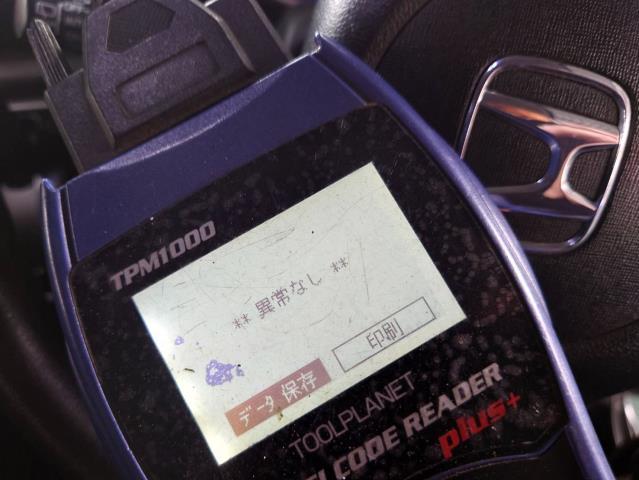 TPM1000
** 異常なし **
データ保存
印刷
TOOLPLANET
CODE READER
plus+